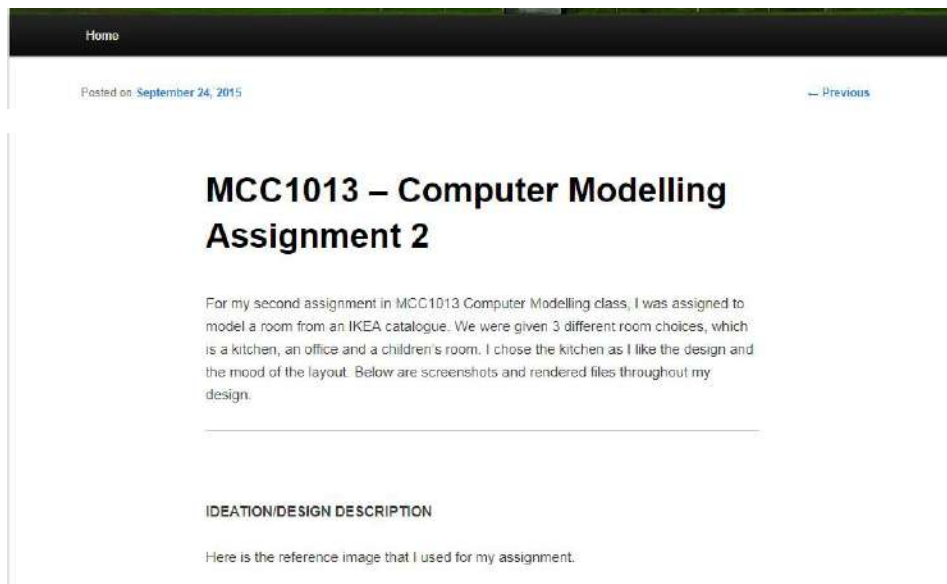 Home
Posted on September 24, 2015
← Previous
MCC1013 – Computer Modelling
Assignment 2
For my second assignment in MCC1013 Computer Modelling class, I was assigned to
model a room from an IKEA catalogue. We were given 3 different room choices, which
is a kitchen, an office and a children's room. I chose the kitchen as I like the design and
the mood of the layout. Below are screenshots and rendered files throughout my
design.
IDEATION/DESIGN DESCRIPTION
Here is the reference image that I used for my assignment.